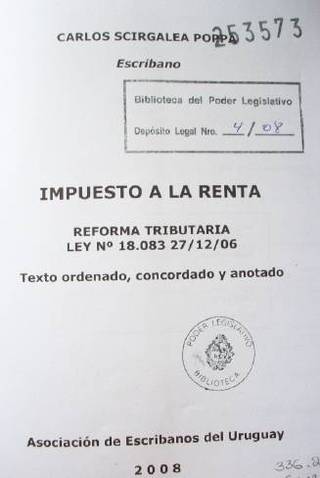 CARLOS SCIRGALEA POPPA
253573
Escribano
Biblioteca del Poder Legislativo
Depósito Legal Nro. 4/08
IMPUESTO A LA RENTA
REFORMA TRIBUTARIA
LEY Nº 18.083 27/12/06
Texto ordenado, concordado y anotado
PODER LEGISLATIVO
BIBLIOTECA
Asociación de Escribanos del Uruguay
2008
336.2